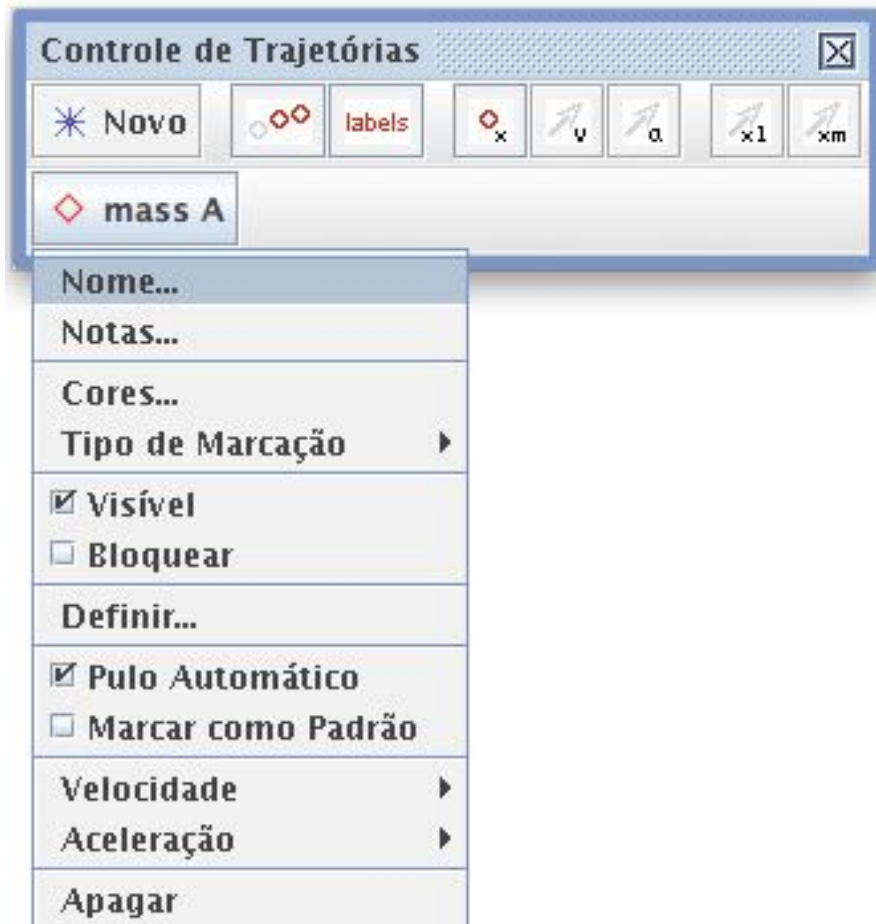 Controle de Trajetórias
Novo labels x v a xl xm
mass A
Nome...
Notas...
Cores...
Tipo de Marcação
Visível
Bloquear
Definir...
Pulo Automático
Marcar como Padrão
Velocidade
Aceleração
Apagar